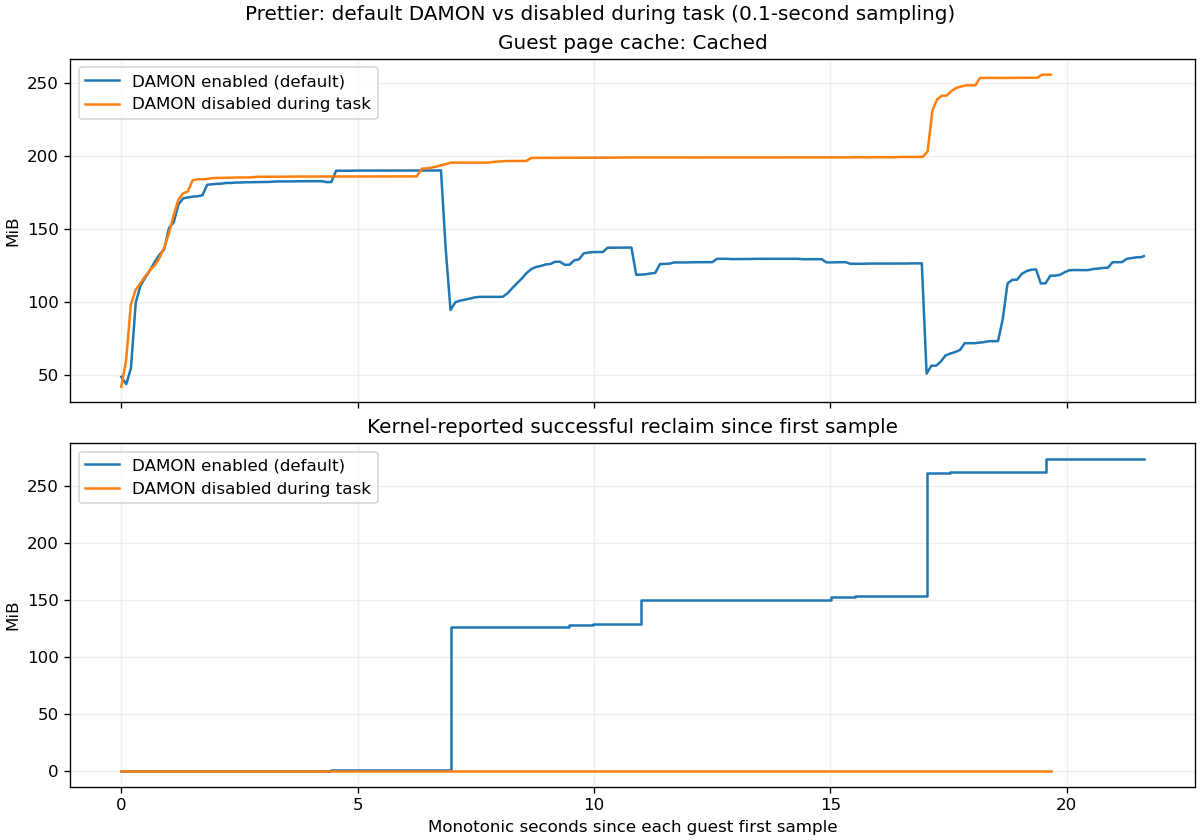 Prettier: default DAMON vs disabled during task (0.1-second sampling)
Guest page cache: Cached
DAMON enabled (default)
DAMON disabled during task
250
200
150
100
50
MiB
Kernel-reported successful reclaim since first sample
DAMON enabled (default)
DAMON disabled during task
250
200
150
100
50
0
MiB
0 5 10 15 20
Monotonic seconds since each guest first sample